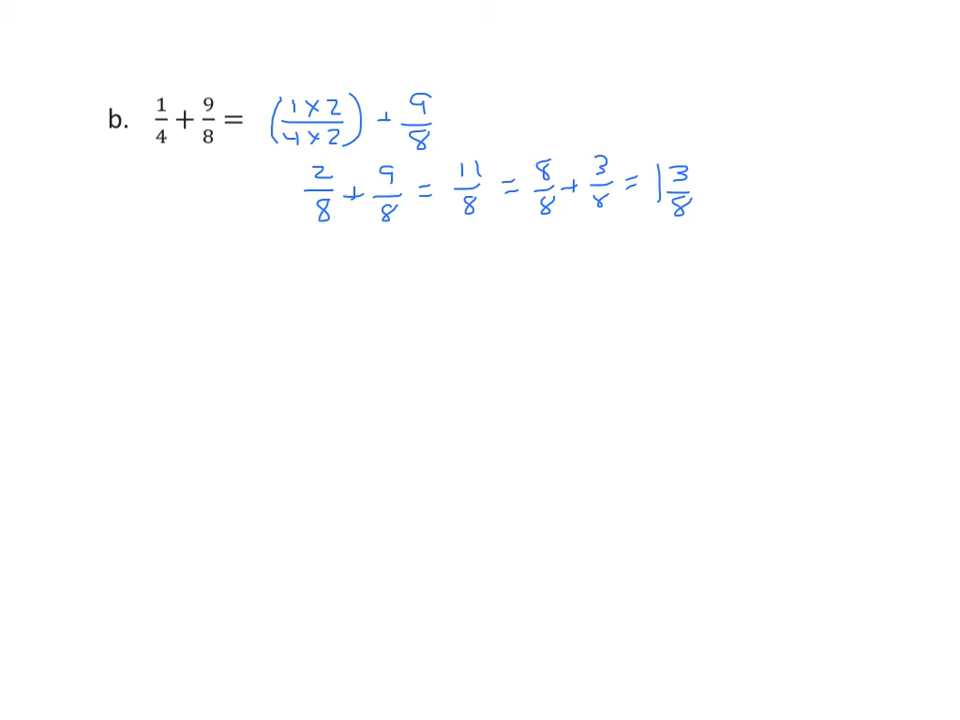 b. 1/4 + 9/8 = (1 × 2 / 4 × 2) + 9/8
2/8 + 9/8 = 11/8 = 8/8 + 3/8 = 1 3/8